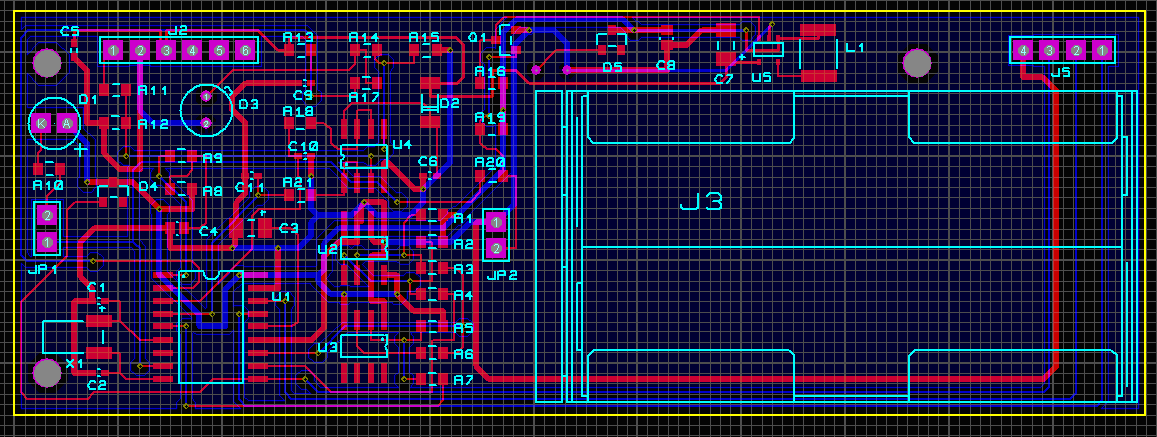 C5
J2
1 2 3 4 5 6
R13
R14
R15
Q1
D5
C8
C7
U5
L1
4 3 2 1
J5
D1
K A
R11
R12
1
2
D3
C9
R17
R16
D2
R18
R19
U4
C10
R9
R20
C6
R10
D4
R8
C11
R21
2
1
JP1
C4
C3
R1
R2
1
2
JP2
J3
U2
R3
R4
C1
U1
R5
U3
R6
R7
X1
C2